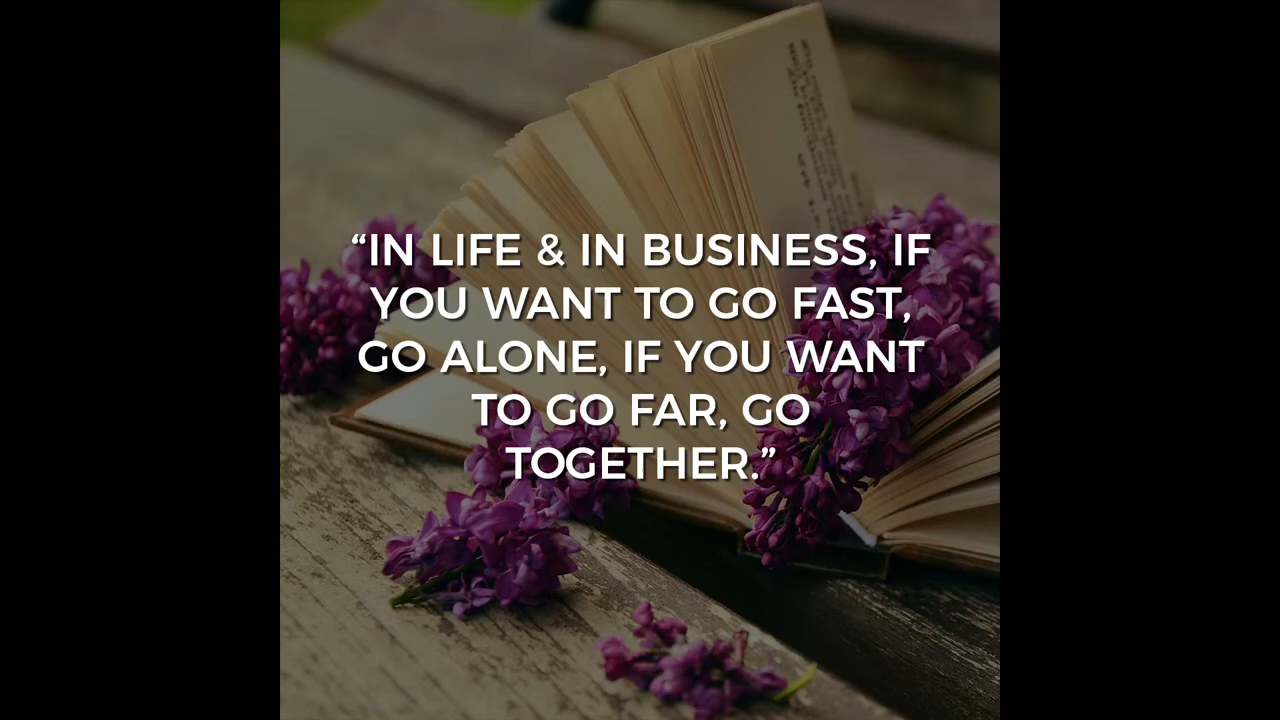 “IN LIFE & IN BUSINESS, IF
YOU WANT TO GO FAST,
GO ALONE, IF YOU WANT
TO GO FAR, GO
TOGETHER.”